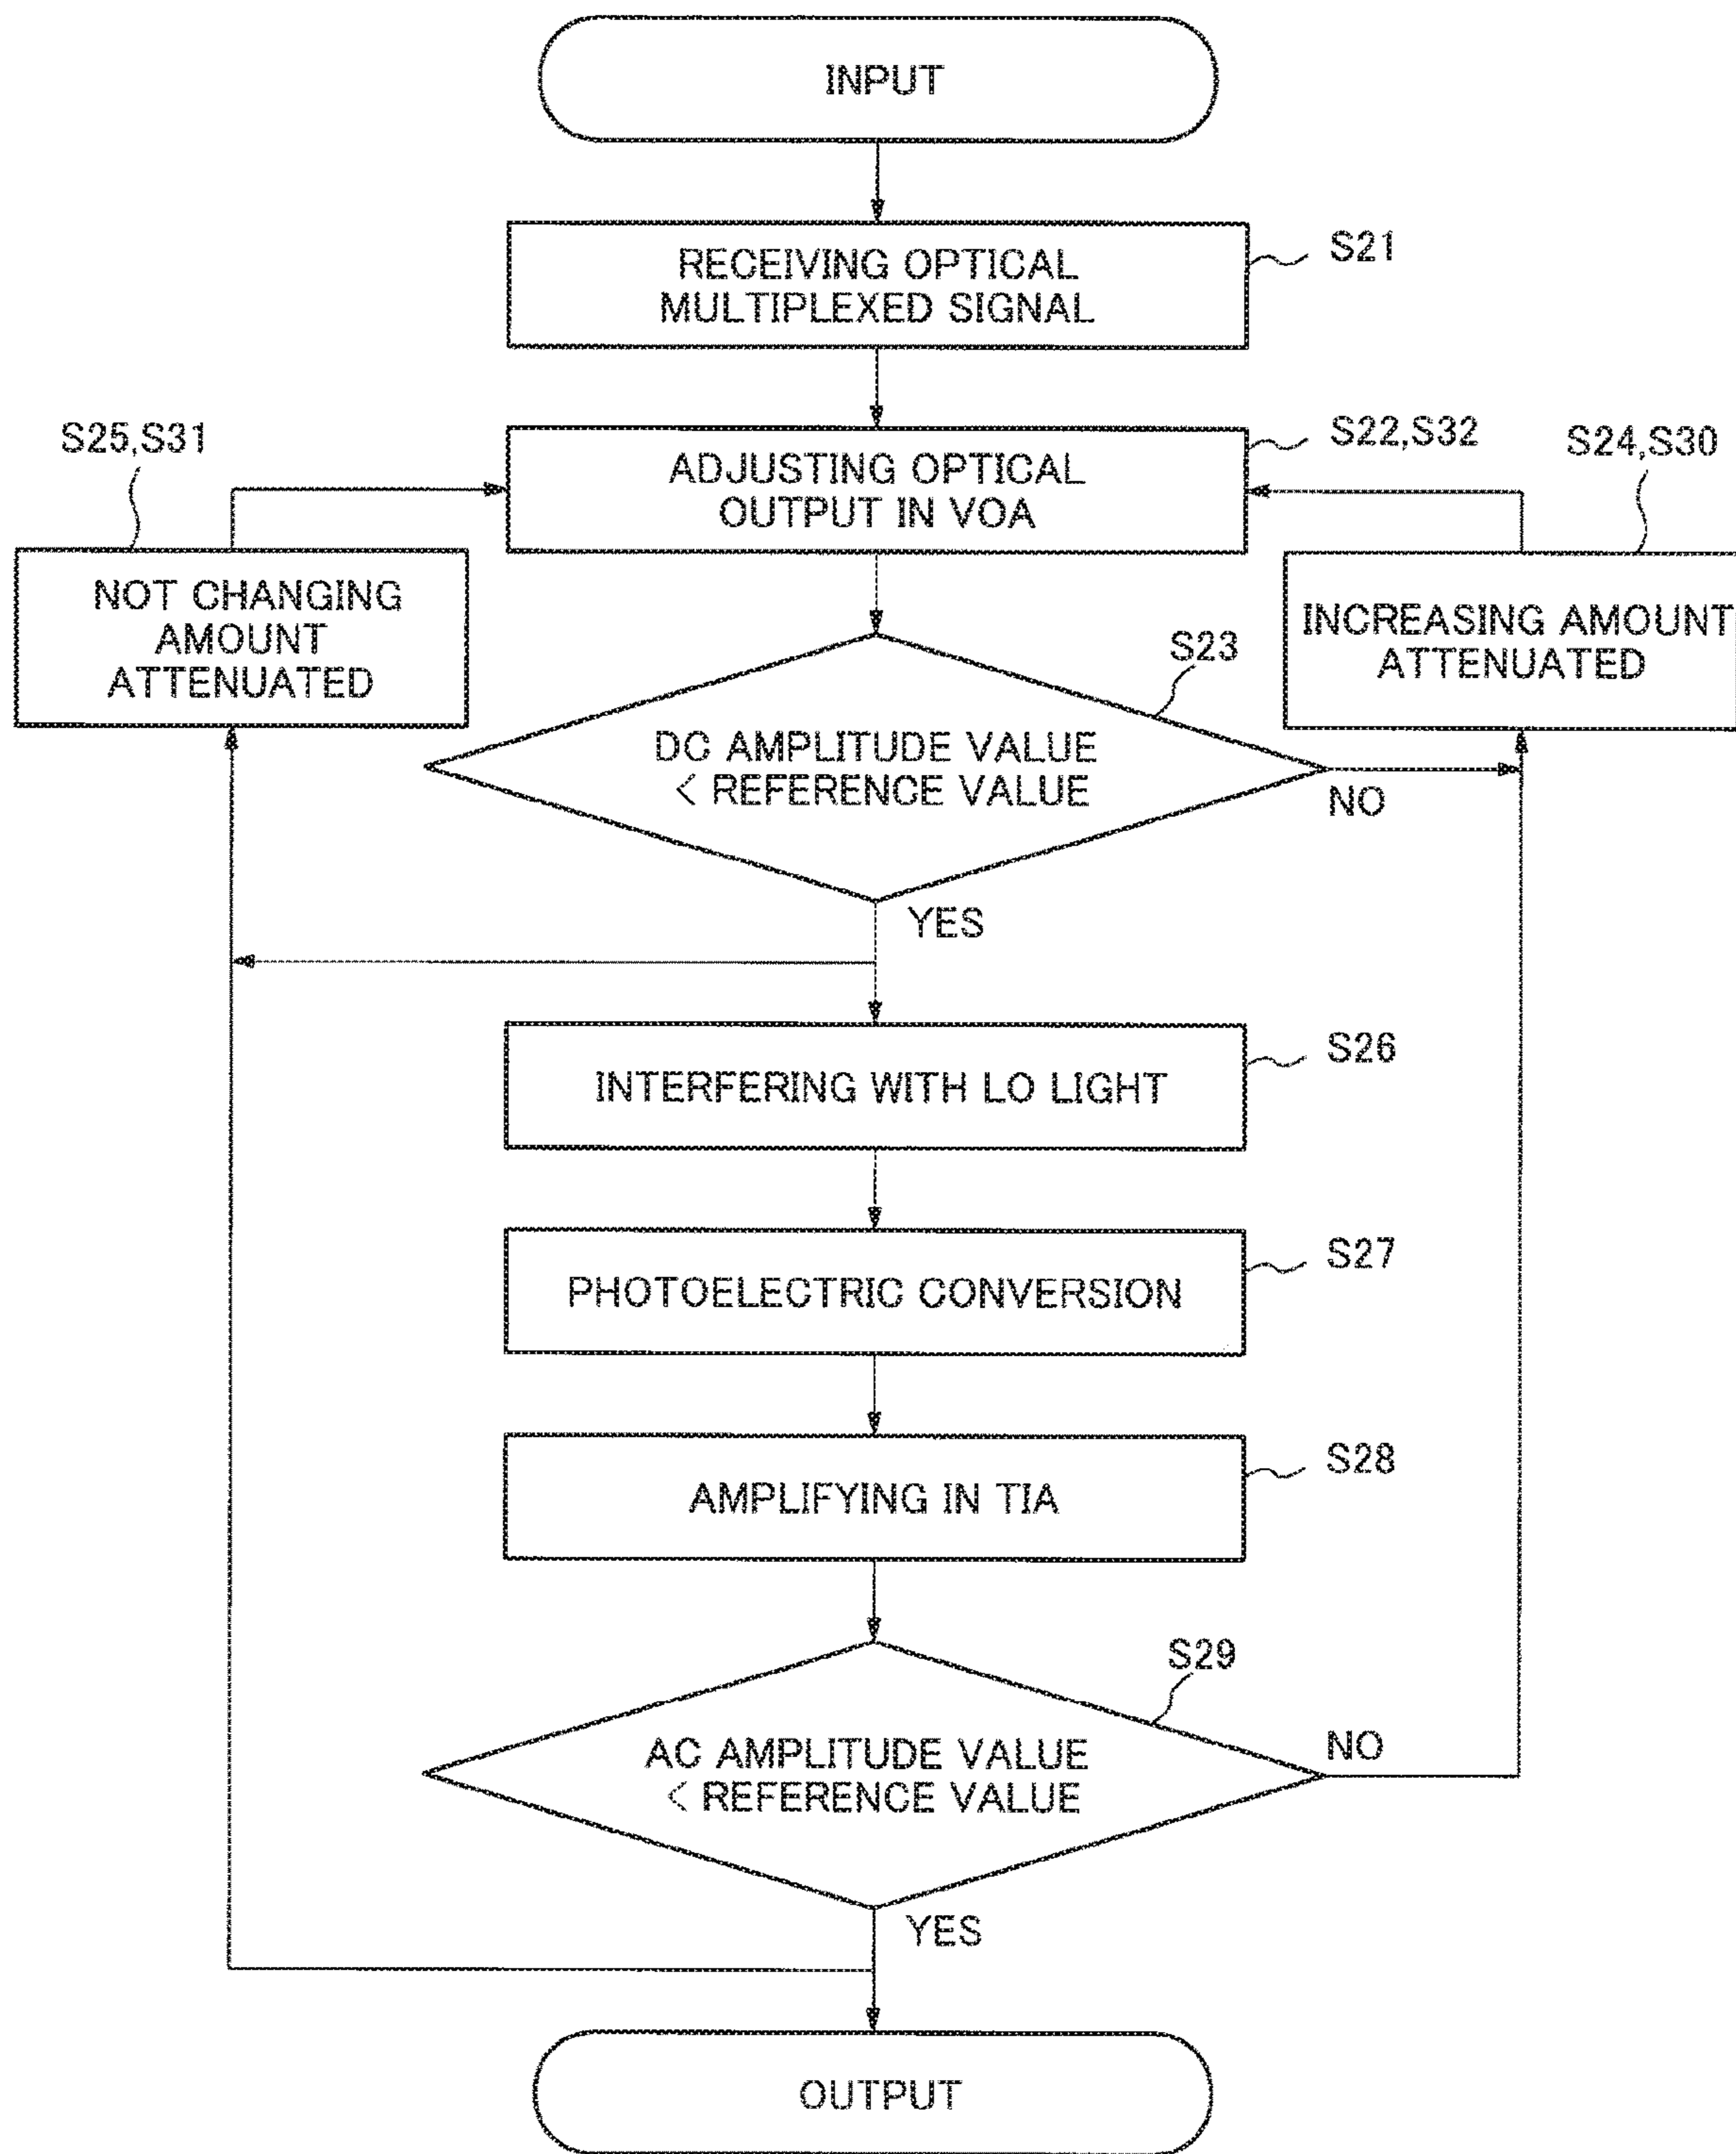 INPUT
RECEIVING OPTICAL
MULTIPLEXED SIGNAL
S21
S25,S31
ADJUSTING OPTICAL
OUTPUT IN VOA
S22,S32
S24,S30
NOT CHANGING
AMOUNT
ATTENUATED
INCREASING AMOUNT
ATTENUATED
S23
DC AMPLITUDE VALUE
< REFERENCE VALUE
NO
YES
INTERFERING WITH LO LIGHT
S26
PHOTOELECTRIC CONVERSION
S27
AMPLIFYING IN TIA
S28
S29
AC AMPLITUDE VALUE
< REFERENCE VALUE
NO
YES
OUTPUT